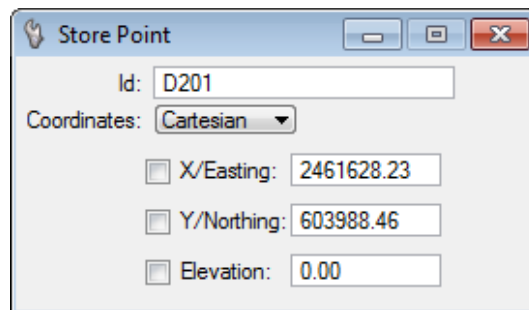 Store Point
Id: D201
Coordinates: Cartesian
X/Easting: 2461628.23
Y/Northing: 603988.46
Elevation: 0.00